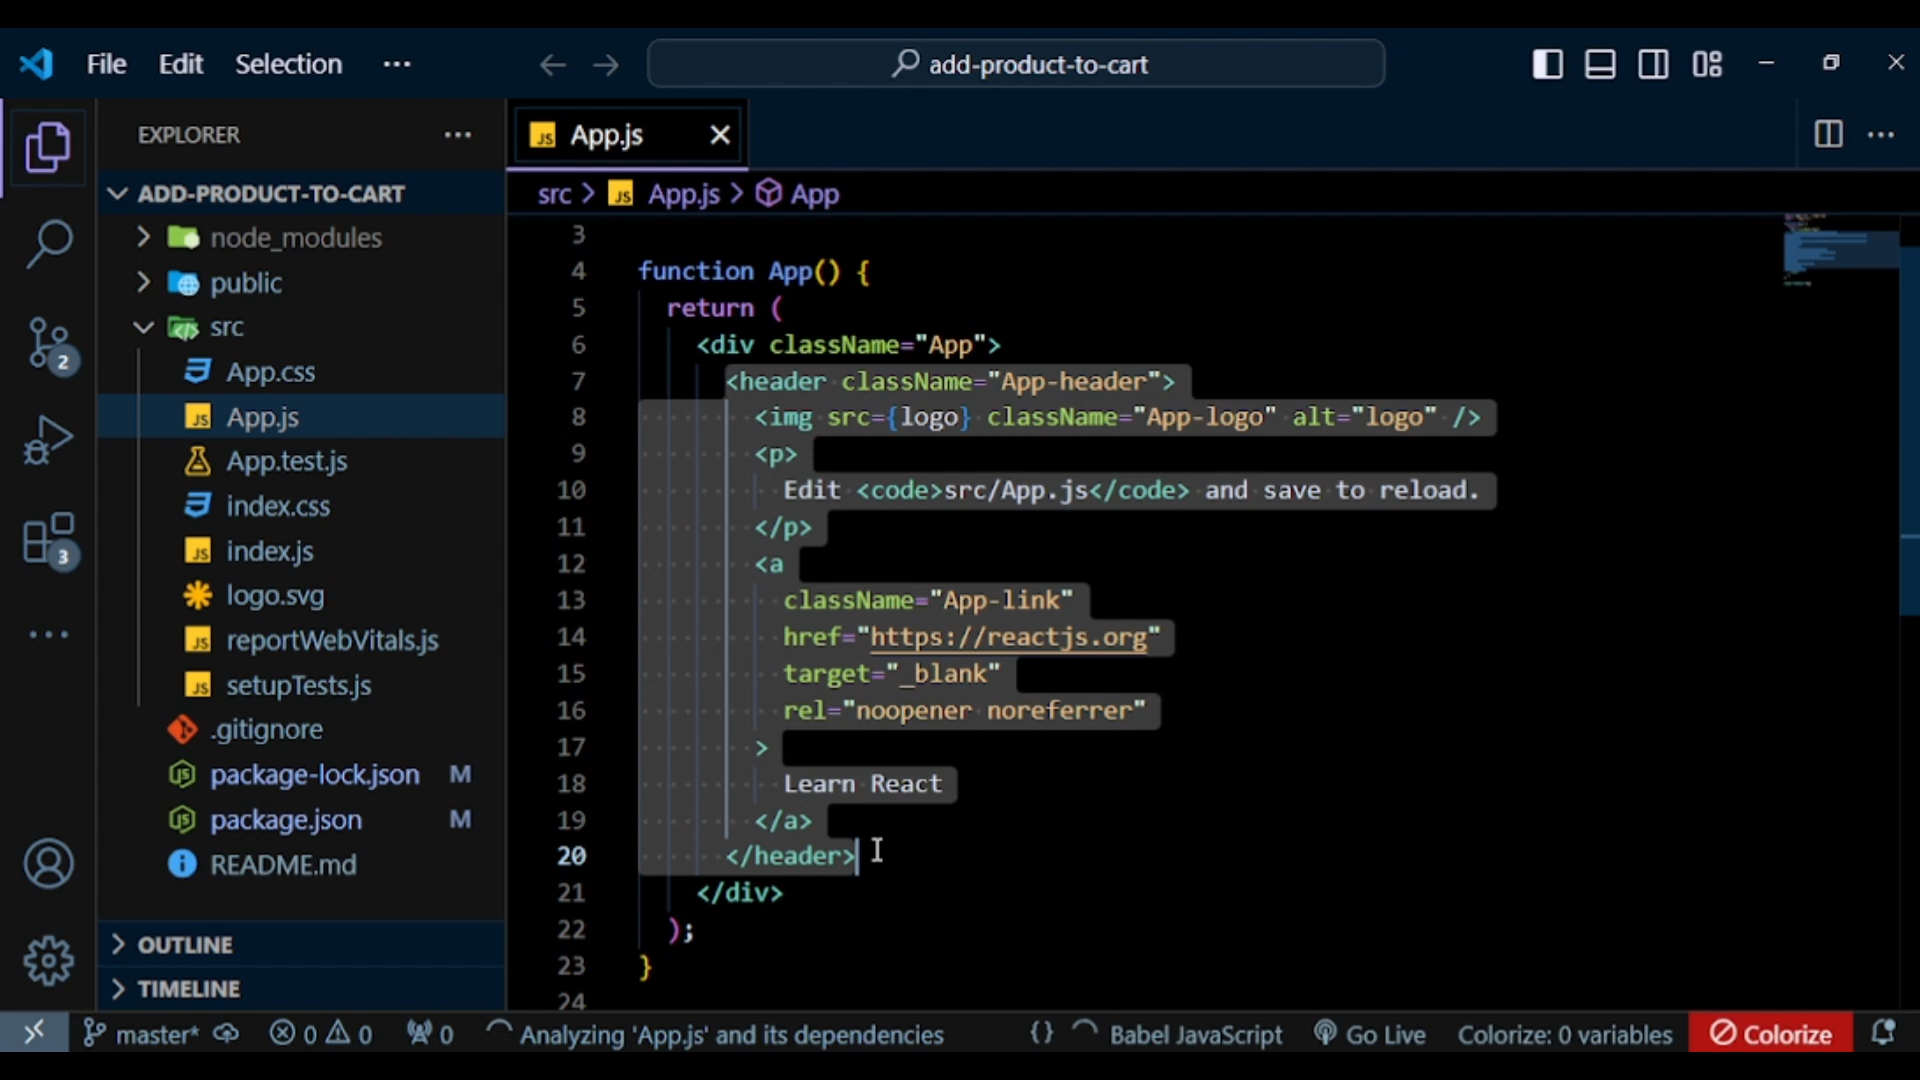 File Edit Selection ··· add-product-to-cart
EXPLORER ···
App.js
ADD-PRODUCT-TO-CART
src > JS App.js > App
node_modules
public
src
App.css
JS App.js
App.test.js
index.css
JS index.js
logo.svg
JS reportWebVitals.js
JS setupTests.js
.gitignore
package-lock.json M
package.json M
README.md
OUTLINE
TIMELINE
2
3
3
4 function App() {
5 return (
6 <div className="App">
7 <header className="App-header">
8 <img src={logo} className="App-logo" alt="logo" />
9 <p>
10 Edit <code>src/App.js</code> and save to reload.
11 </p>
12 <a
13 className="App-link"
14 href="https://reactjs.org"
15 target="_blank"
16 rel="noopener noreferrer"
17 >
18 Learn React
19 </a>
20 </header>
21 </div>
22 );
23 }
24
master* 0 0 0 Analyzing 'App.js' and its dependencies {} Babel JavaScript Go Live Colorize: 0 variables Colorize